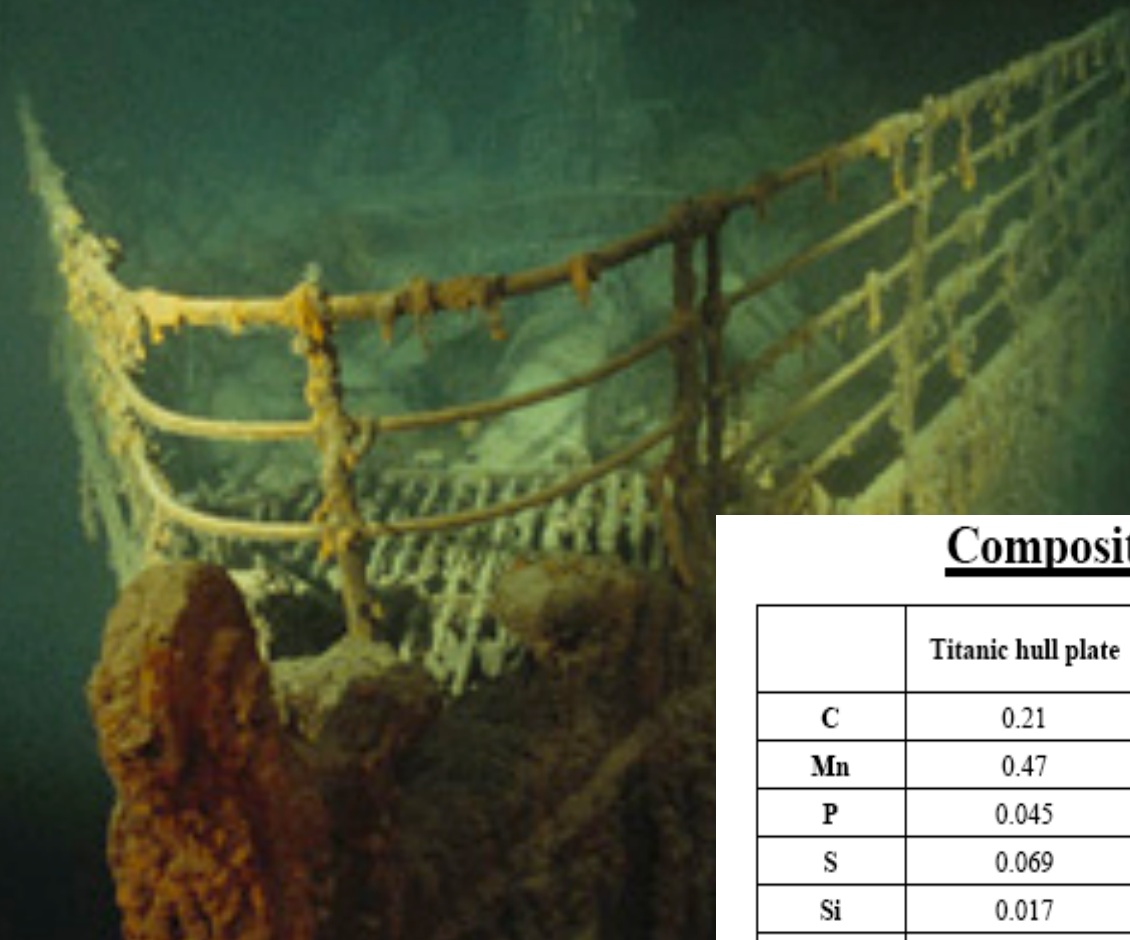 Composit
Titanic hull plate
C 0.21
Mn 0.47
P 0.045
S 0.069
Si 0.017